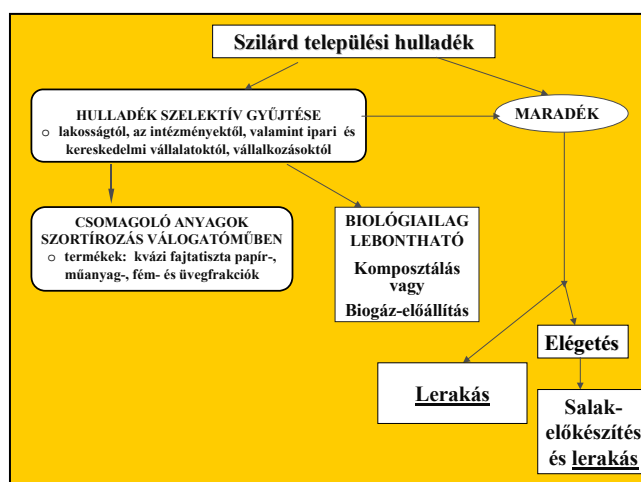 Szilárd települési hulladék
HULLADÉK SZELEKTÍV GYŰJTÉSE
o lakosságtól, az intézményektől, valamint ipari és
kereskedelmi vállalatoktól, vállalkozásoktól
MARADÉK
CSOMAGOLÓ ANYAGOK
SZORTÍROZÁS VÁLOGATÓMŰBEN
o termékek: kvázi fajtatiszta papír-,
műanyag-, fém- és üvegfrakciók
BIOLÓGIAILAG
LEBONTHATÓ
Komposztálás
vagy
Biogáz-előállítás
Elégetés
Lerakás
Salak-
előkészítés
és lerakás